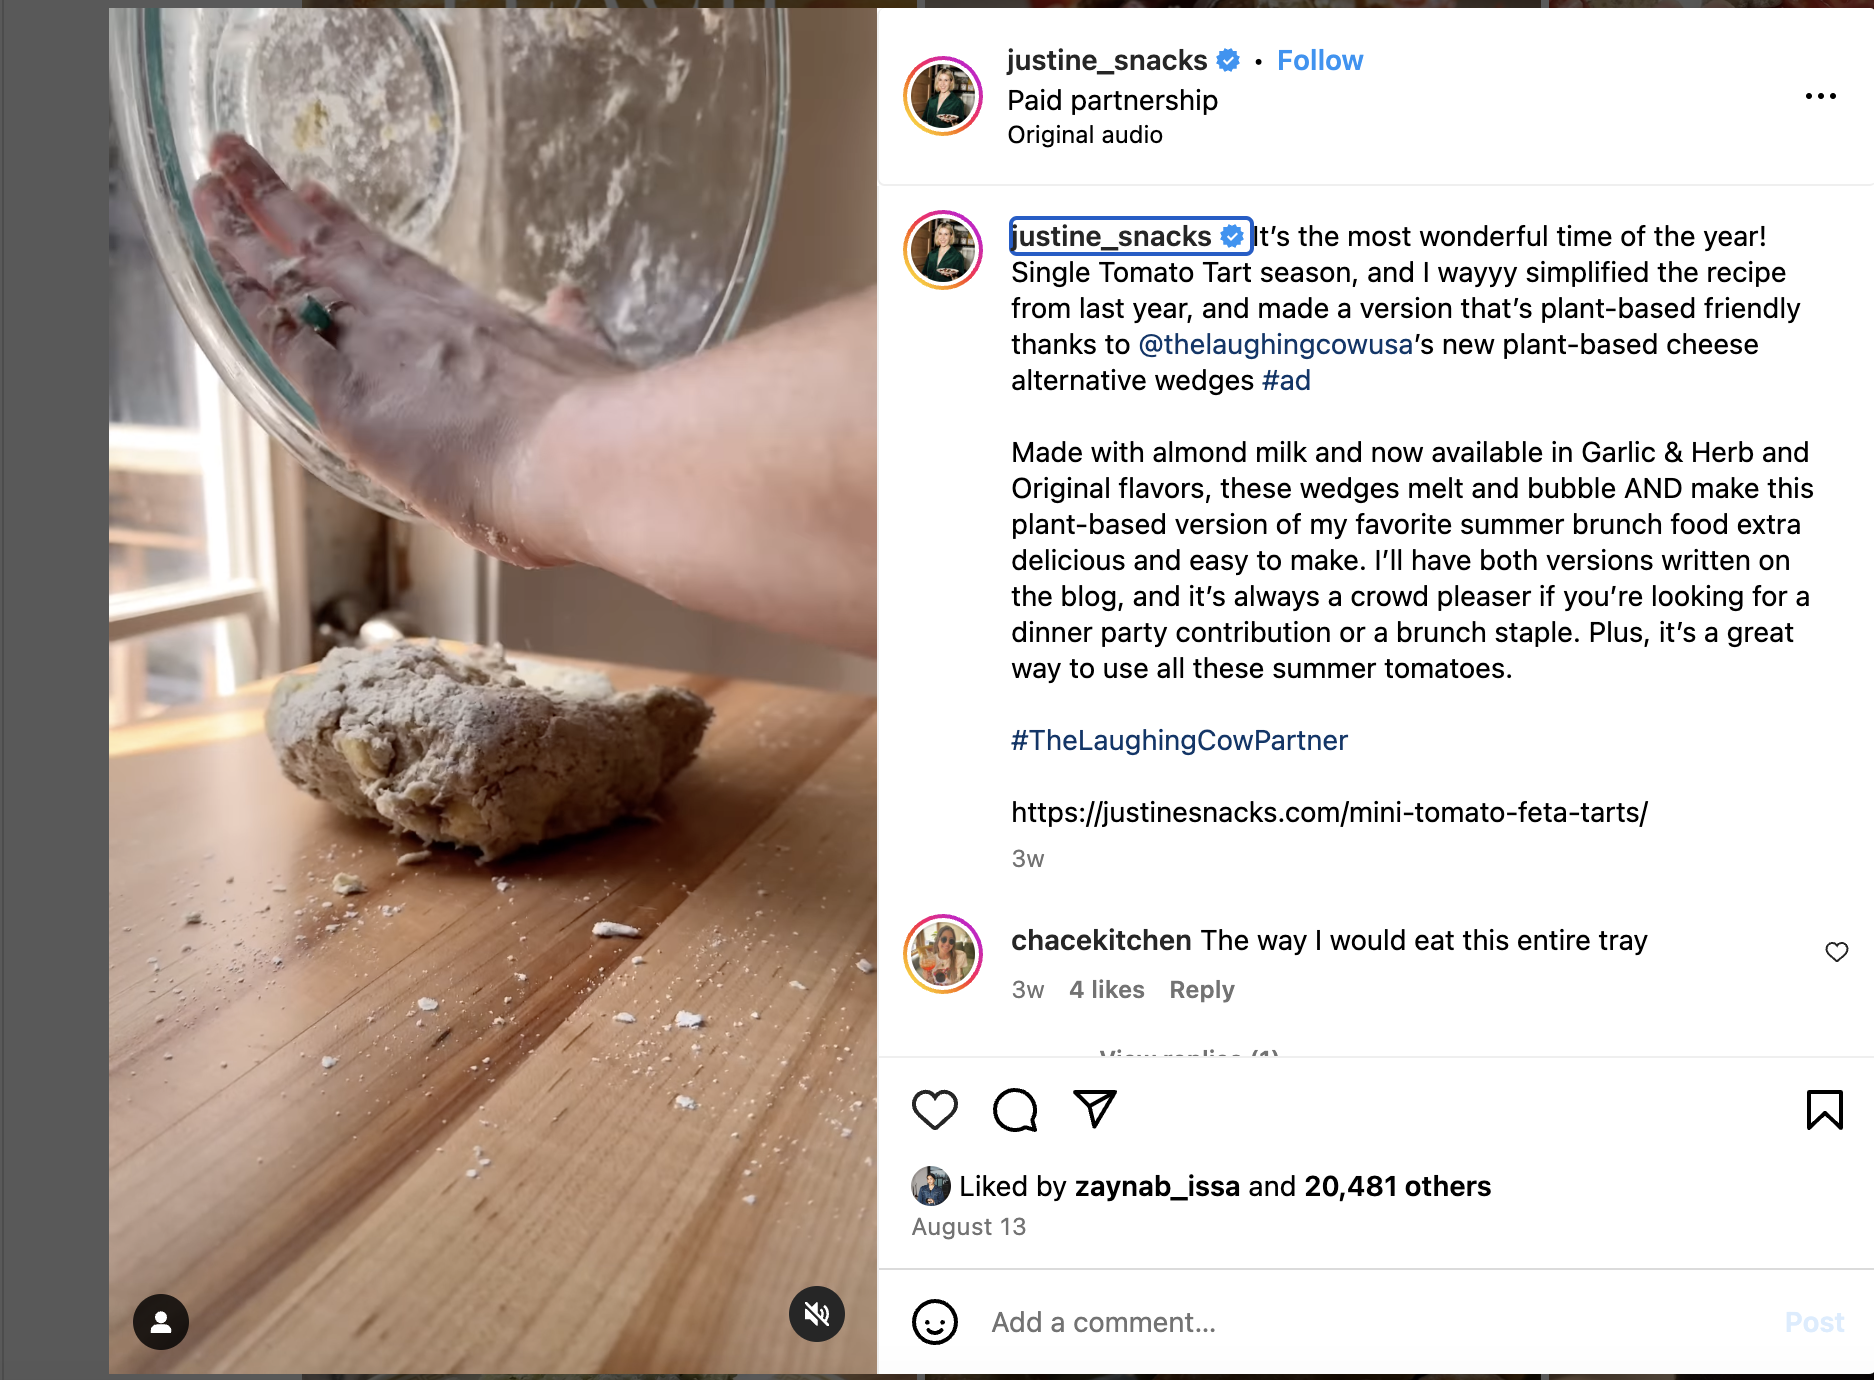 justine_snacks • Follow
Paid partnership
Original audio
justine_snacks It’s the most wonderful time of the year!
Single Tomato Tart season, and I wayyy simplified the recipe
from last year, and made a version that’s plant-based friendly
thanks to @thelaughingcowusa’s new plant-based cheese
alternative wedges #ad
Made with almond milk and now available in Garlic & Herb and
Original flavors, these wedges melt and bubble AND make this
plant-based version of my favorite summer brunch food extra
delicious and easy to make. I’ll have both versions written on
the blog, and it’s always a crowd pleaser if you’re looking for a
dinner party contribution or a brunch staple. Plus, it’s a great
way to use all these summer tomatoes.
#TheLaughingCowPartner
https://justinesnacks.com/mini-tomato-feta-tarts/
3w
chacekitchen The way I would eat this entire tray
3w 4 likes Reply
View replies (1)
Liked by zaynab_issa and 20,481 others
August 13
Add a comment...
Post